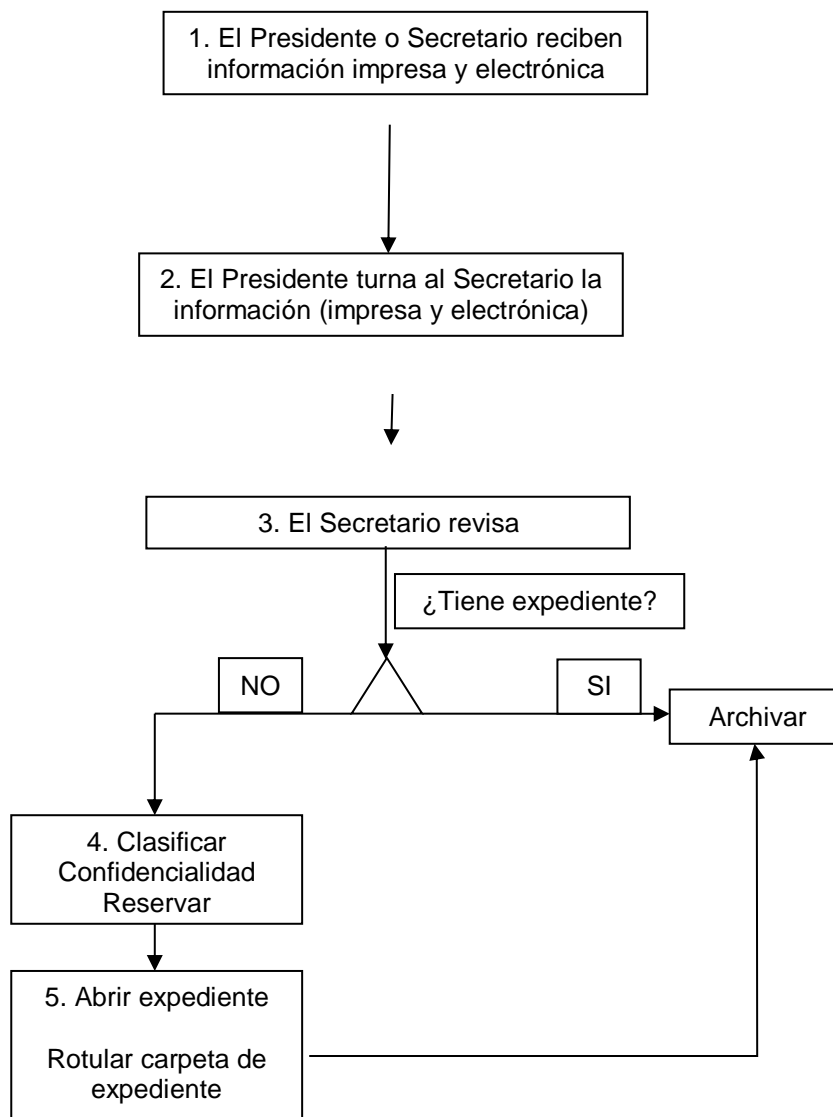 1. El Presidente o Secretario reciben
información impresa y electrónica
2. El Presidente turna al Secretario la
información (impresa y electrónica)
3. El Secretario revisa
¿Tiene expediente?
NO
SI
Archivar
4. Clasificar
Confidencialidad
Reservar
5. Abrir expediente
Rotular carpeta de
expediente